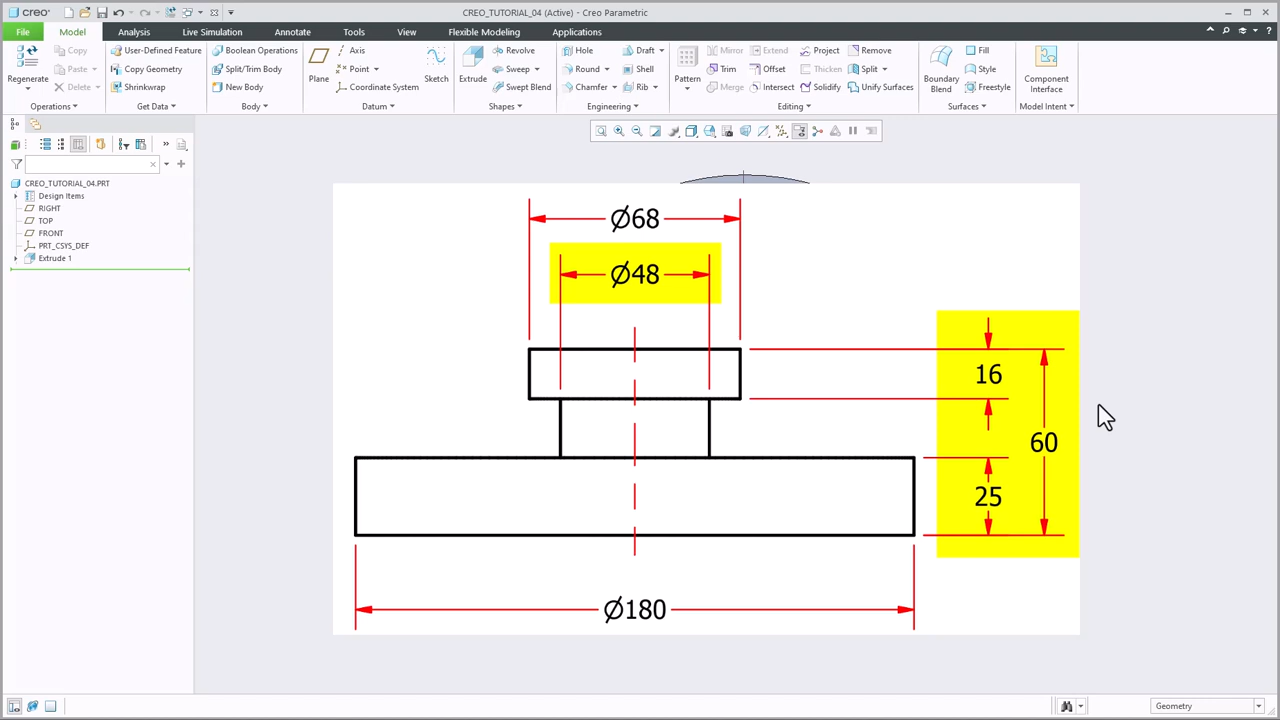 creo
CREO_TUTORIAL_04 (Active) - Creo Parametric
File Model Analysis Live Simulation Annotate Tools View Flexible Modeling Applications
Regenerate
Copy
Paste
Delete
Operations
User-Defined Feature
Copy Geometry
Shrinkwrap
Get Data
Boolean Operations
Split/Trim Body
New Body
Body
Plane
Axis
Point
Coordinate System
Sketch
Datum
Extrude
Revolve
Sweep
Swept Blend
Shapes
Hole
Round
Chamfer
Draft
Shell
Rib
Engineering
Pattern
Mirror
Trim
Merge
Extend
Offset
Intersect
Project
Thicken
Solidify
Remove
Split
Unify Surfaces
Editing
Boundary
Blend
Fill
Style
Freestyle
Surfaces
Component
Interface
Model Intent
CREO_TUTORIAL_04.PRT
Design Items
RIGHT
TOP
FRONT
PRT_CSYS_DEF
Extrude 1
Ø68
Ø48
16
60
25
Ø180
Geometry